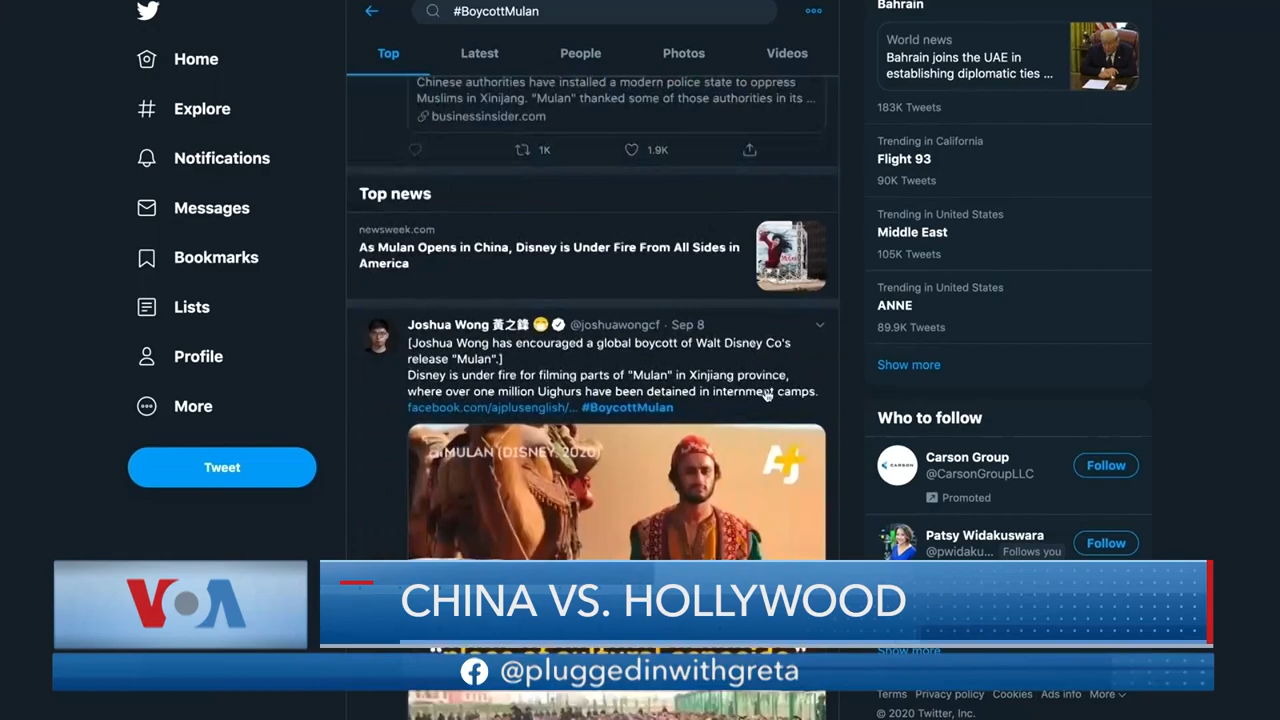 Home
Explore
Notifications
Messages
Bookmarks
Lists
Profile
More
Tweet
#BoycottMulan
Top
Latest
People
Photos
Videos
Chinese authorities have installed a modern police state to oppress
Muslims in Xinijang. "Mulan" thanked some of those authorities in its ...
businessinsider.com
1K
1.9K
Top news
newsweek.com
As Mulan Opens in China, Disney is Under Fire From All Sides in
America
Joshua Wong 黃之鋒 😷 @joshuawongcf · Sep 8
[Joshua Wong has encouraged a global boycott of Walt Disney Co's
release "Mulan".]
Disney is under fire for filming parts of "Mulan" in Xinjiang province,
where over one million Uighurs have been detained in internment camps.
facebook.com/ajplusenglish/... #BoycottMulan
MULAN (DISNEY, 2020)
AJ+
Bahrain
World news
Bahrain joins the UAE in
establishing diplomatic ties ...
183K Tweets
Trending in California
Flight 93
90K Tweets
Trending in United States
Middle East
105K Tweets
Trending in United States
ANNE
89.9K Tweets
Show more
Who to follow
Carson Group
@CarsonGroupLLC
Promoted
Follow
CARSON
Patsy Widakuswara
@pwidaku... Follows you
Follow
VOA
CHINA VS. HOLLYWOOD
@pluggedinwithgreta
Show more
Terms Privacy policy Cookies Ads info More
© 2020 Twitter, Inc.